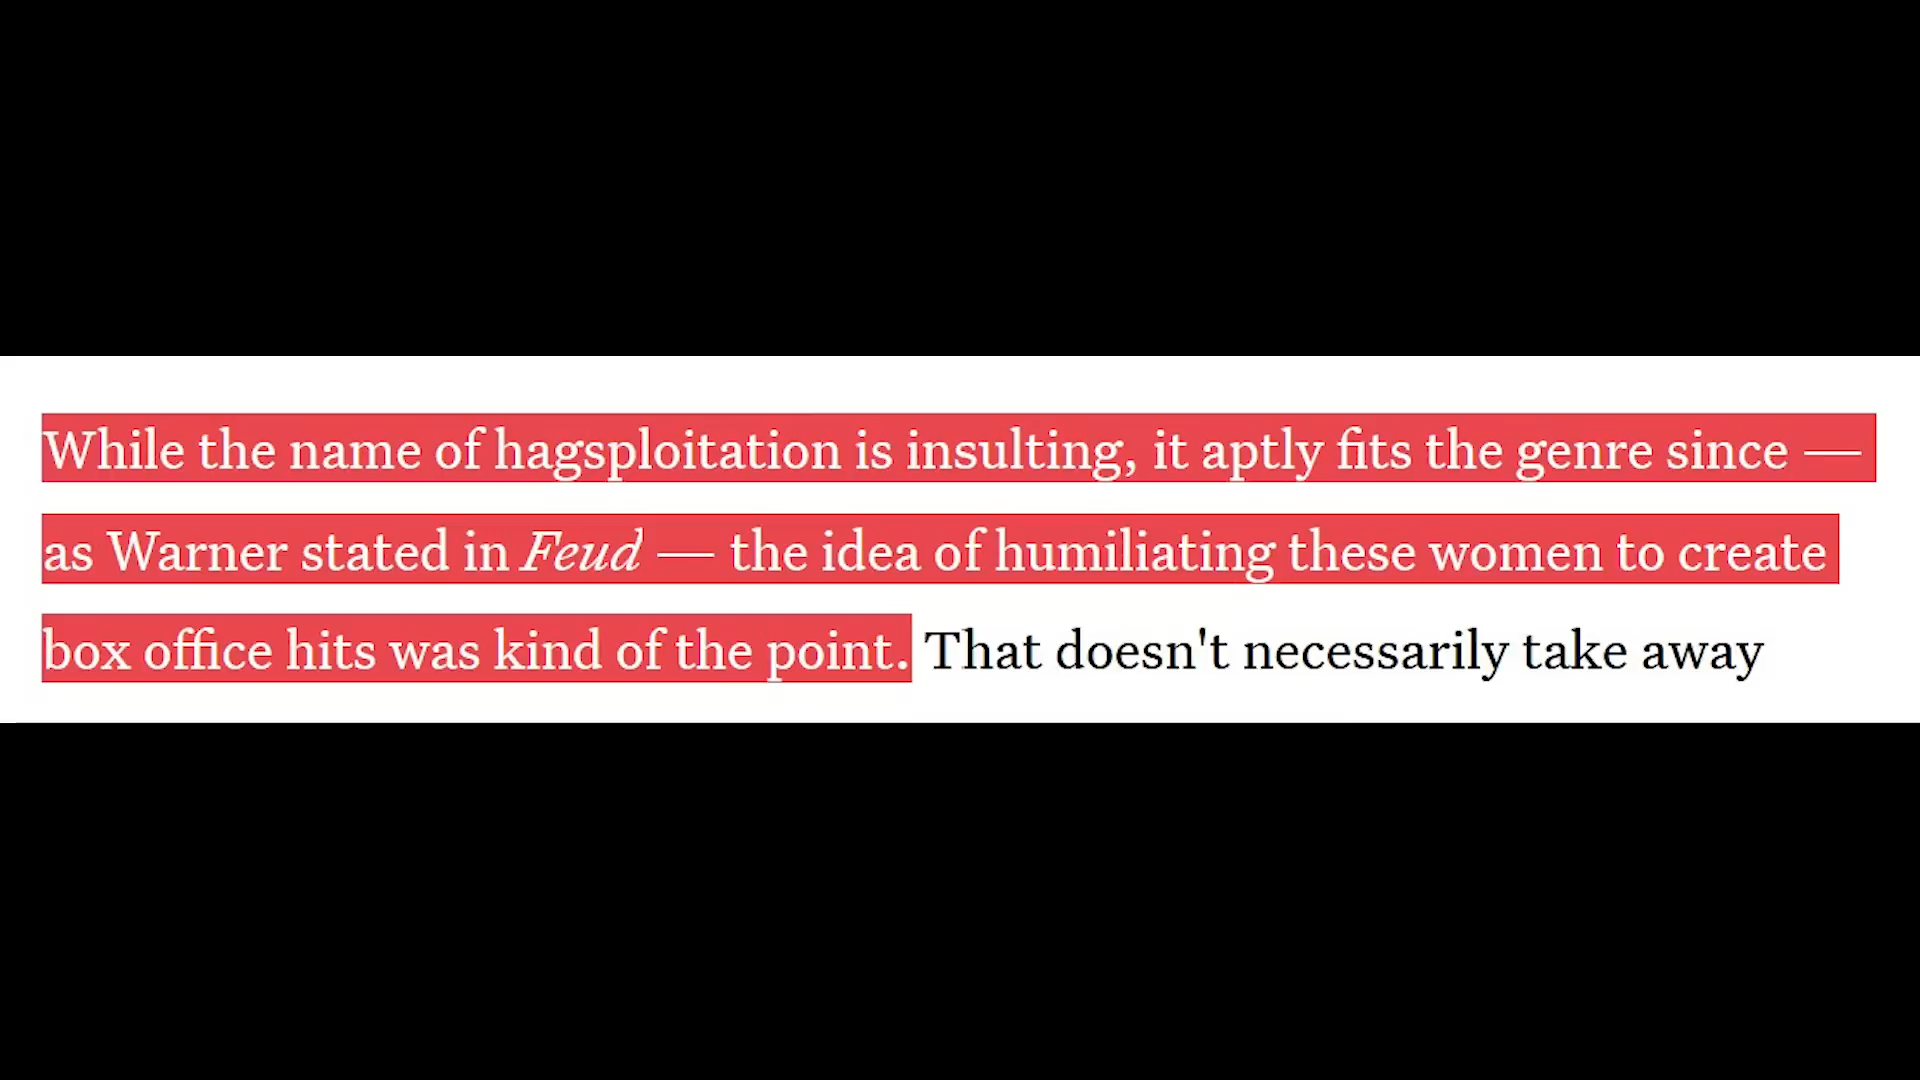 While the name of hagsploitation is insulting, it aptly fits the genre since —
as Warner stated in Feud — the idea of humiliating these women to create
box office hits was kind of the point. That doesn't necessarily take away